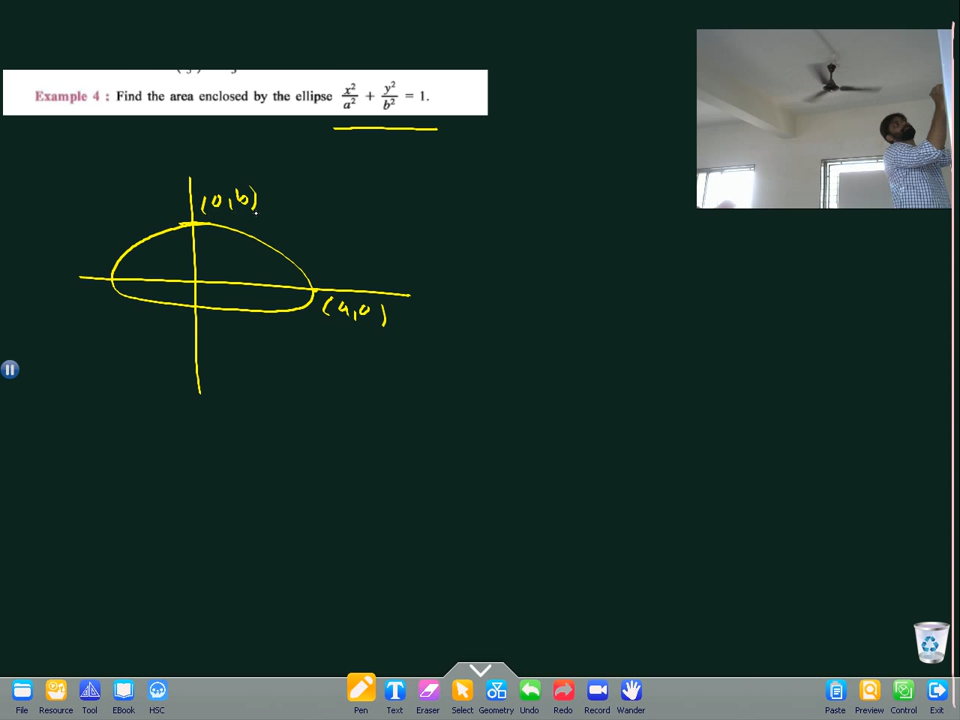 Example 4 : Find the area enclosed by the ellipse x²/a² + y²/b² = 1.
(0,b)
(a,0)
File Resource Tool EBook HSC Pen Text Eraser Select Geometry Undo Redo Record Wander Paste Preview Control Exit